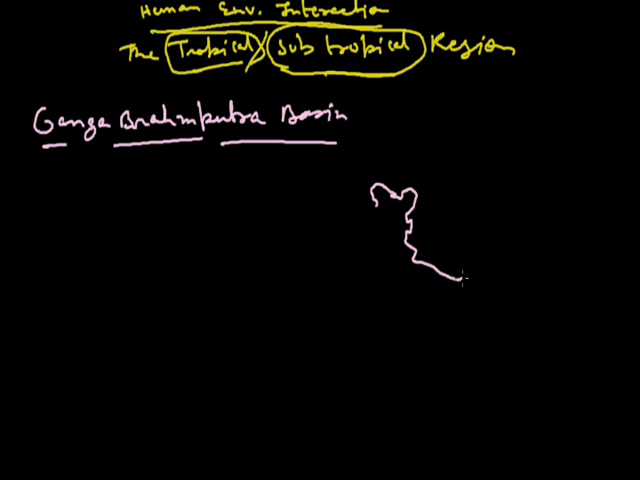 Human Env. Interaction
The Tropical Sub tropical Region
Ganga Brahmputra Basin